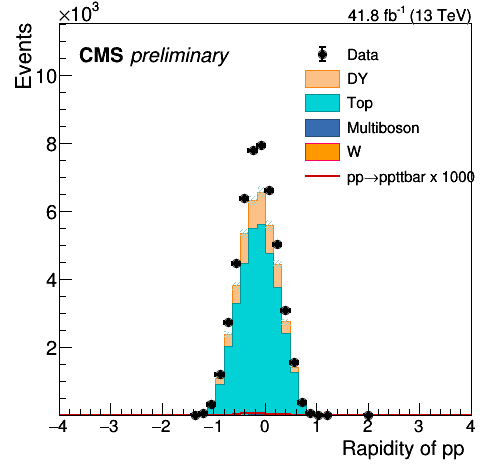 ×10³
41.8 fb⁻¹ (13 TeV)
Events
CMS preliminary
Data
DY
Top
Multiboson
W
pp→ppttbar x 1000
10
8
6
4
2
−4 −3 −2 −1 0 1 2 3 4
Rapidity of pp